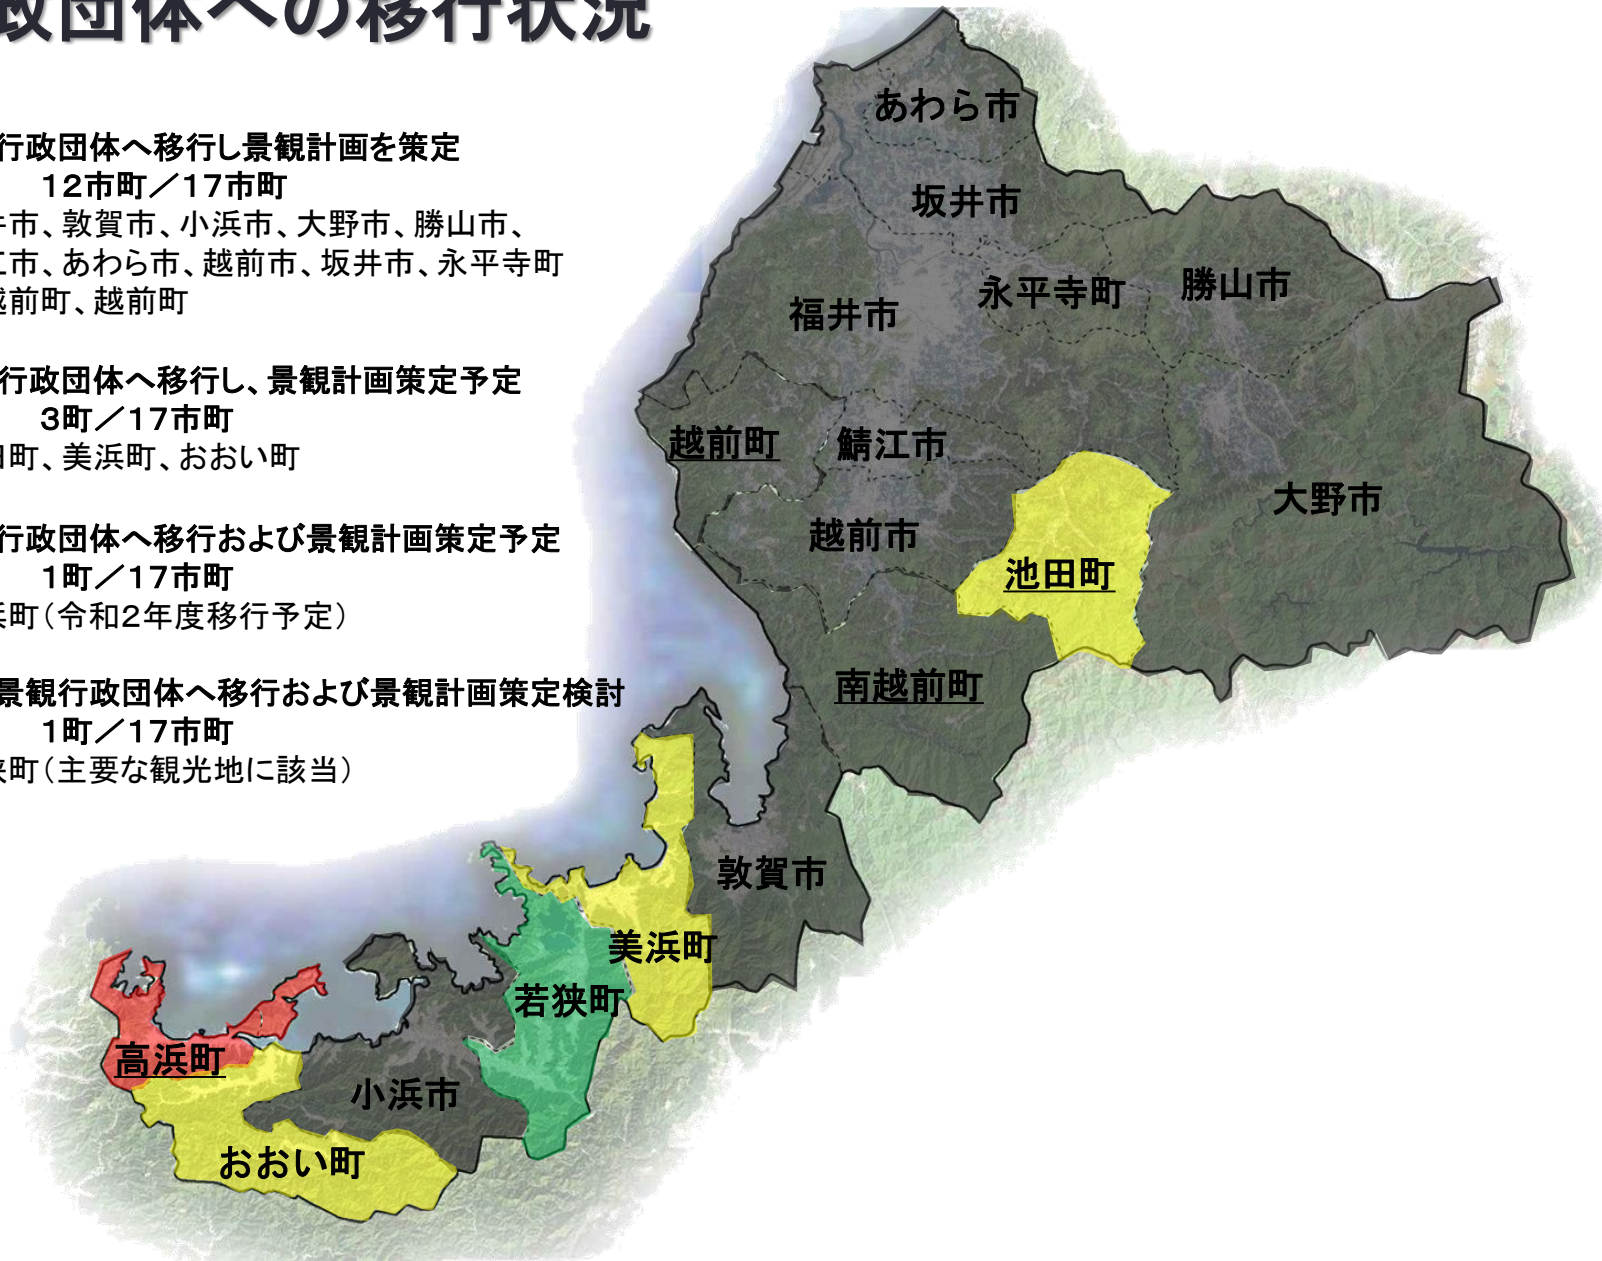 政団体への移行状況
行政団体へ移行し景観計画を策定
12市町／17市町
井市、敦賀市、小浜市、大野市、勝山市、
江市、あわら市、越前市、坂井市、永平寺町
越前町、越前町
行政団体へ移行し、景観計画策定予定
3町／17市町
田町、美浜町、おおい町
行政団体へ移行および景観計画策定予定
1町／17市町
浜町（令和2年度移行予定）
景観行政団体へ移行および景観計画策定検討
1町／17市町
狭町（主要な観光地に該当）
あわら市
坂井市
永平寺町
勝山市
福井市
越前町
鯖江市
大野市
越前市
池田町
南越前町
敦賀市
美浜町
若狭町
高浜町
小浜市
おおい町